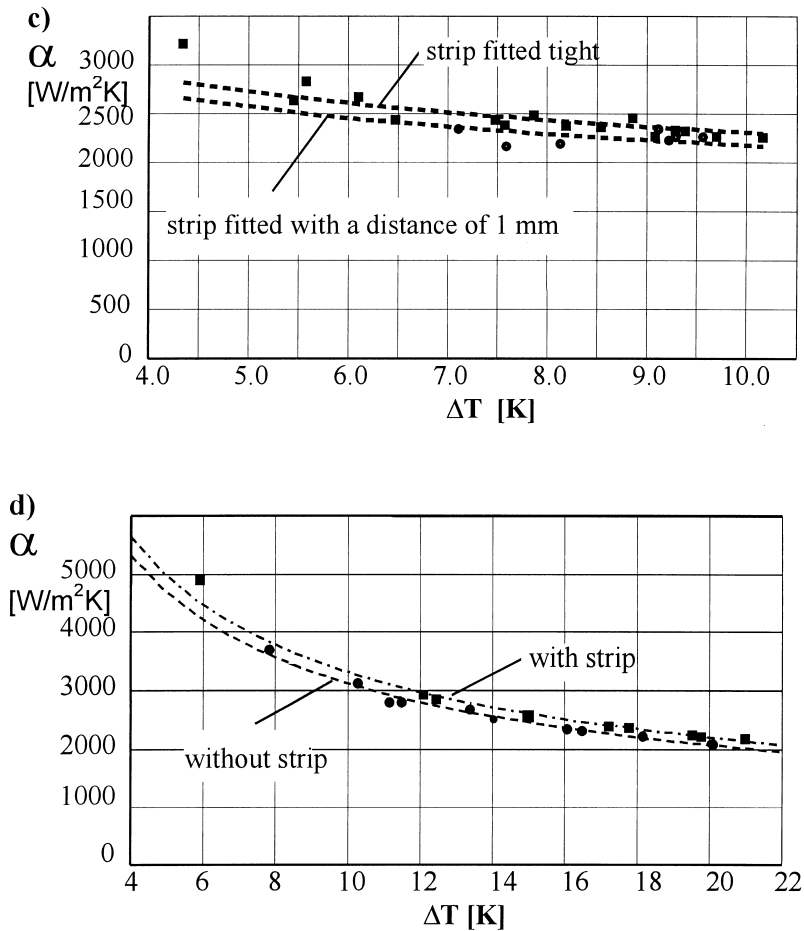 c)
α
[W/m²K]
3000
2500
2000
1500
1000
500
0
strip fitted tight
strip fitted with a distance of 1 mm
4.0 5.0 6.0 7.0 8.0 9.0 10.0
ΔT [K]
d)
α
[W/m²K]
5000
4000
3000
2000
1000
0
with strip
without strip
4 6 8 10 12 14 16 18 20 22
ΔT [K]